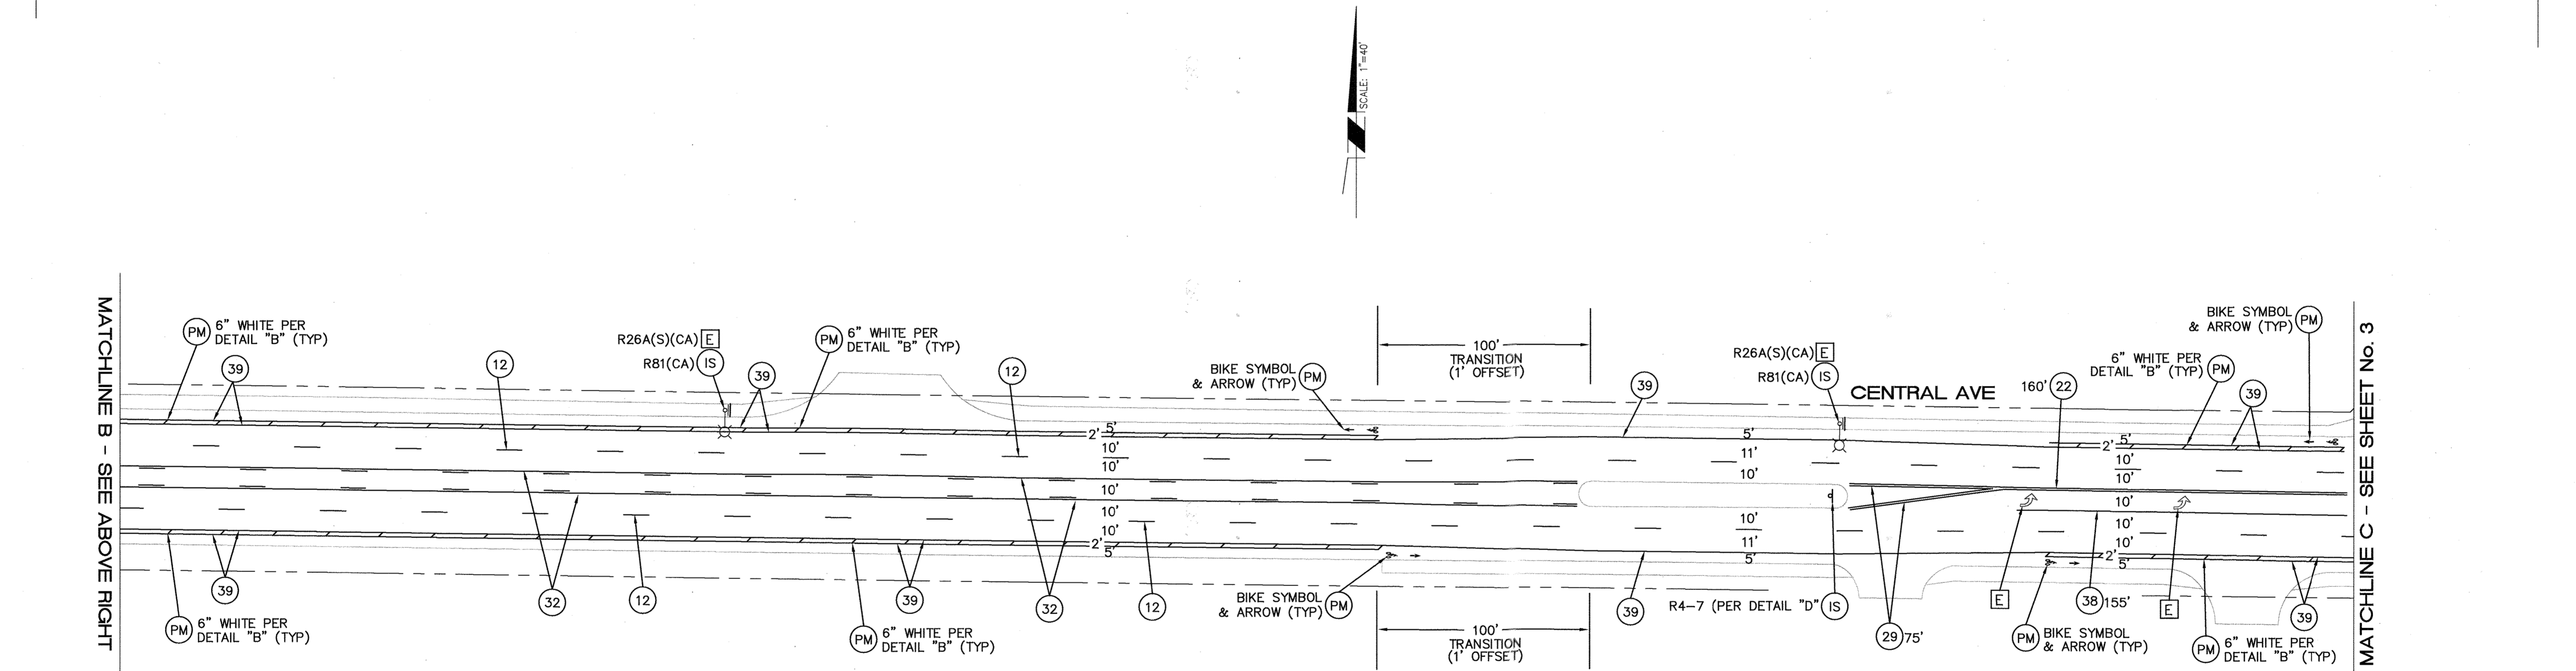 SCALE: 1"=40'
MATCHLINE B - SEE ABOVE RIGHT
PM 6" WHITE PER
DETAIL "B" (TYP)
39
12
R26A(S)(CA) E
R81(CA) IS
39
PM 6" WHITE PER
DETAIL "B" (TYP)
12
BIKE SYMBOL
& ARROW (TYP) PM
100'
TRANSITION
(1' OFFSET)
39
R26A(S)(CA) E
R81(CA) IS
CENTRAL AVE
160' 22
6" WHITE PER
DETAIL "B" (TYP) PM
39
BIKE SYMBOL
& ARROW (TYP) PM
MATCHLINE C - SEE SHEET No. 3
5'
2'
10'
10'
10'
10'
10'
2'
5'
5'
11'
10'
10'
11'
5'
5'
2'
10'
10'
10'
10'
10'
2'
5'
PM 6" WHITE PER
DETAIL "B" (TYP)
39
32
12
PM 6" WHITE PER
DETAIL "B" (TYP)
39
32
12
BIKE SYMBOL
& ARROW (TYP) PM
100'
TRANSITION
(1' OFFSET)
39
R4-7 (PER DETAIL "D" IS
29 75'
E
PM BIKE SYMBOL
& ARROW (TYP)
38 155'
E
PM 6" WHITE PER
DETAIL "B" (TYP)
39